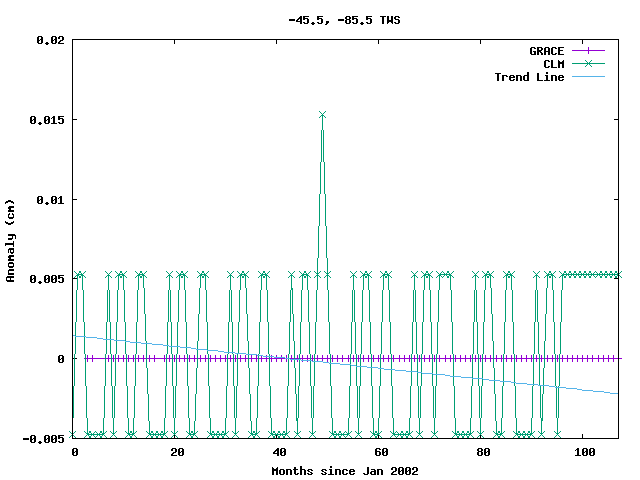 -45.5, -85.5 TWS
0.02
0.015
0.01
0.005
0
-0.005
Anomaly (cm)
GRACE
CLM
Trend Line
0 20 40 60 80 100
Months since Jan 2002